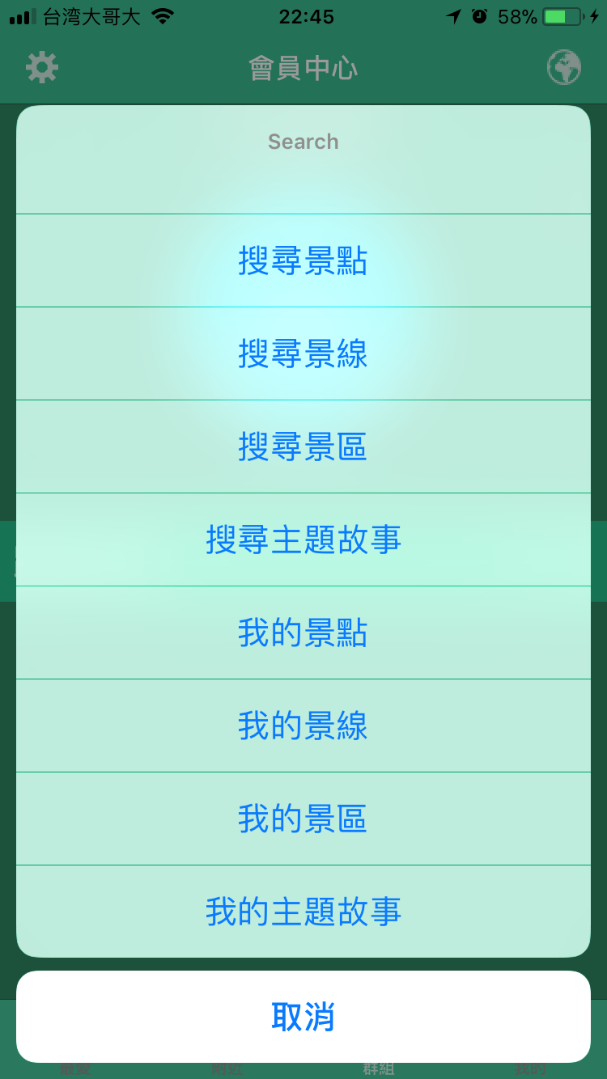 台湾大哥大 22:45 58%
會員中心
Search
搜尋景點
搜尋景線
搜尋景區
搜尋主題故事
我的景點
我的景線
我的景區
我的主題故事
取消
群組